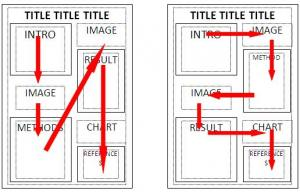 TITLE TITLE TITLE
INTRO
IMAGE
METHODS
IMAGE
RESULT
CHART
REFERENCE
S
TITLE TITLE TITLE
INTRO
IMAGE
METHOD
IMAGE
RESULT
CHART
REFERENCE
S